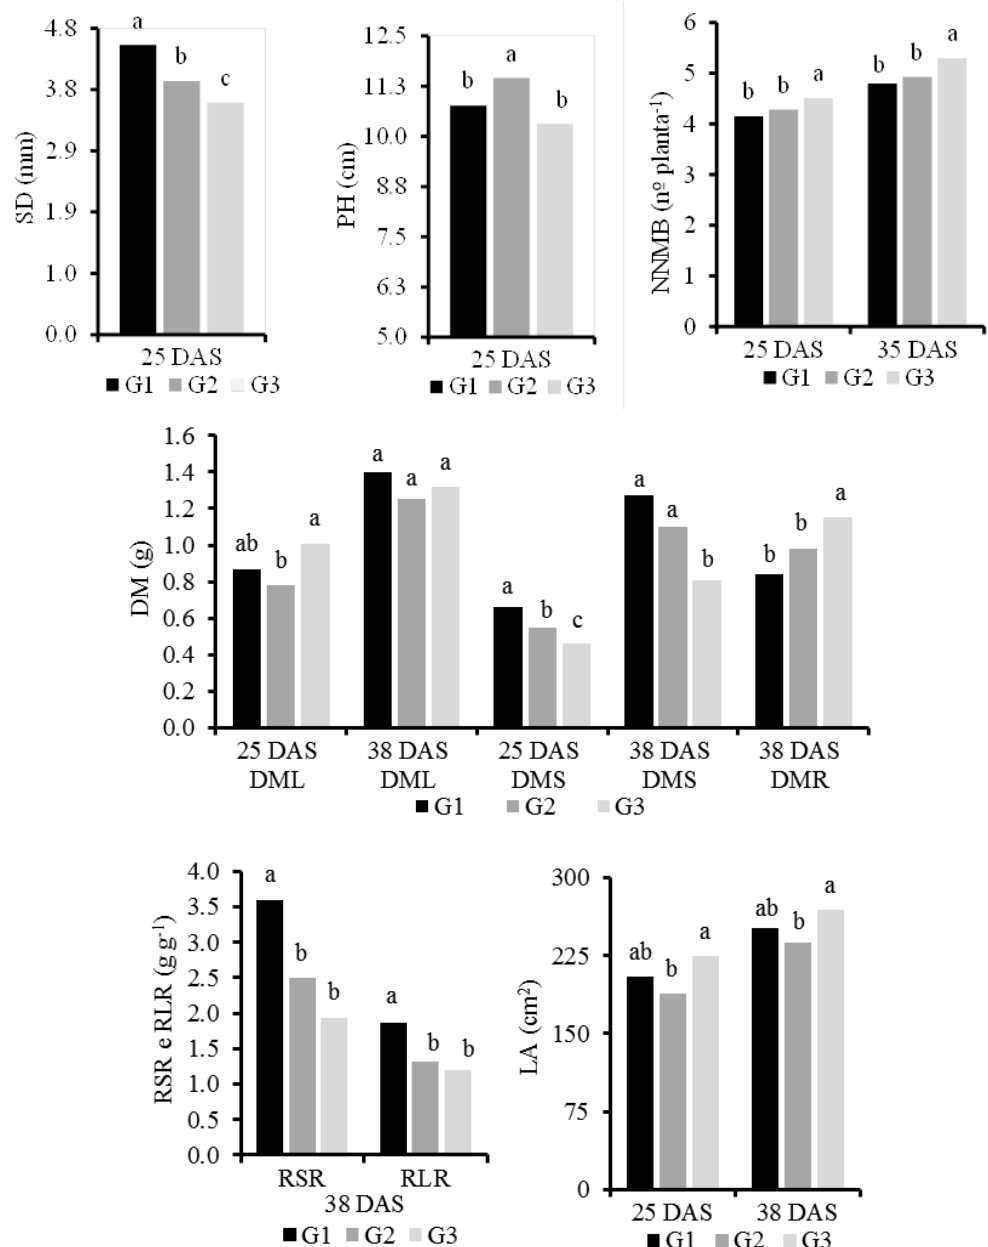 SD (mm)
4.8
3.8
2.9
1.9
1.0
0.0
a
b
c
25 DAS
G1 G2 G3
PH (cm)
12.5
11.3
10.0
8.8
7.5
6.3
5.0
b
a
b
25 DAS
G1 G2 G3
NNMB (nº planta⁻¹)
6
5
4
3
2
1
0
b b a b b a
25 DAS 35 DAS
G1 G2 G3
DM (g)
1.6
1.4
1.2
1.0
0.8
0.6
0.4
0.2
0.0
ab b a a a a a b c a a b b b a
25 DAS 38 DAS 25 DAS 38 DAS 38 DAS
DML DML DMS DMS DMR
G1 G2 G3
RSR e RLR (g g⁻¹)
4.0
3.5
3.0
2.5
2.0
1.5
1.0
0.5
0.0
a b b a b b
RSR RLR
38 DAS
G1 G2 G3
LA (cm²)
300
225
150
75
0
ab b a ab b a
25 DAS 38 DAS
G1 G2 G3